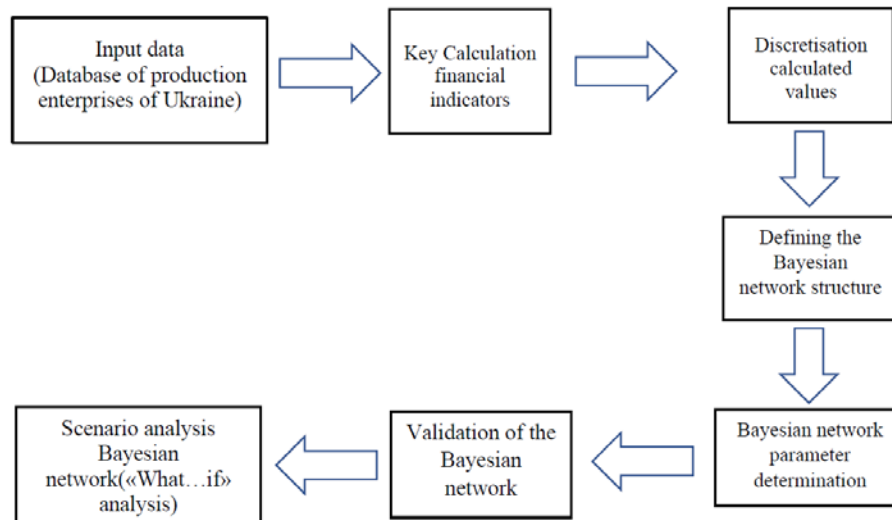 Input data
(Database of production
enterprises of Ukraine)
Key Calculation
financial
indicators
Discretisation
calculated
values
Defining the
Bayesian
network structure
Bayesian network
parameter
determination
Validation of the
Bayesian
network
Scenario analysis
Bayesian
network(«What…if»
analysis)